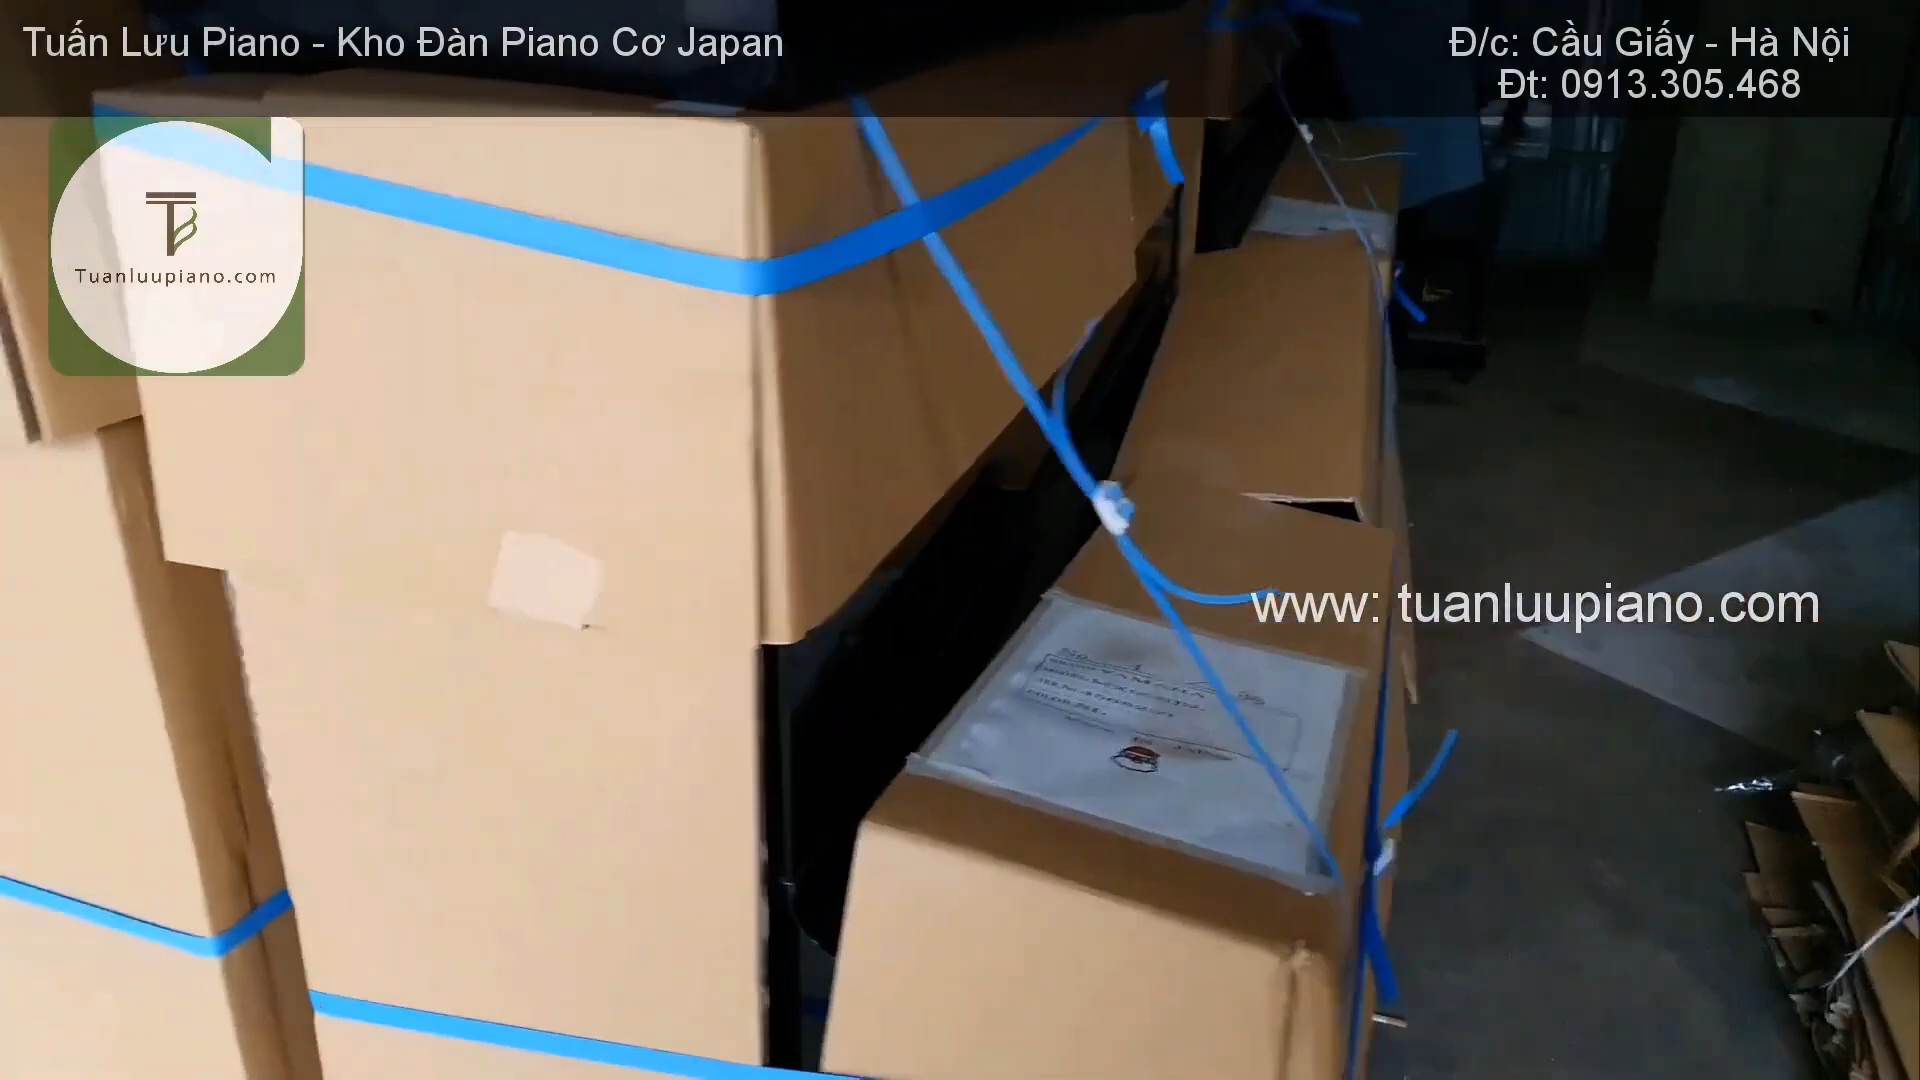 Tuấn Lưu Piano - Kho Đàn Piano Cơ Japan
Đ/c: Cầu Giấy - Hà Nội
Đt: 0913.305.468
Tuanluupiano.com
www: tuanluupiano.com
YAMAHA